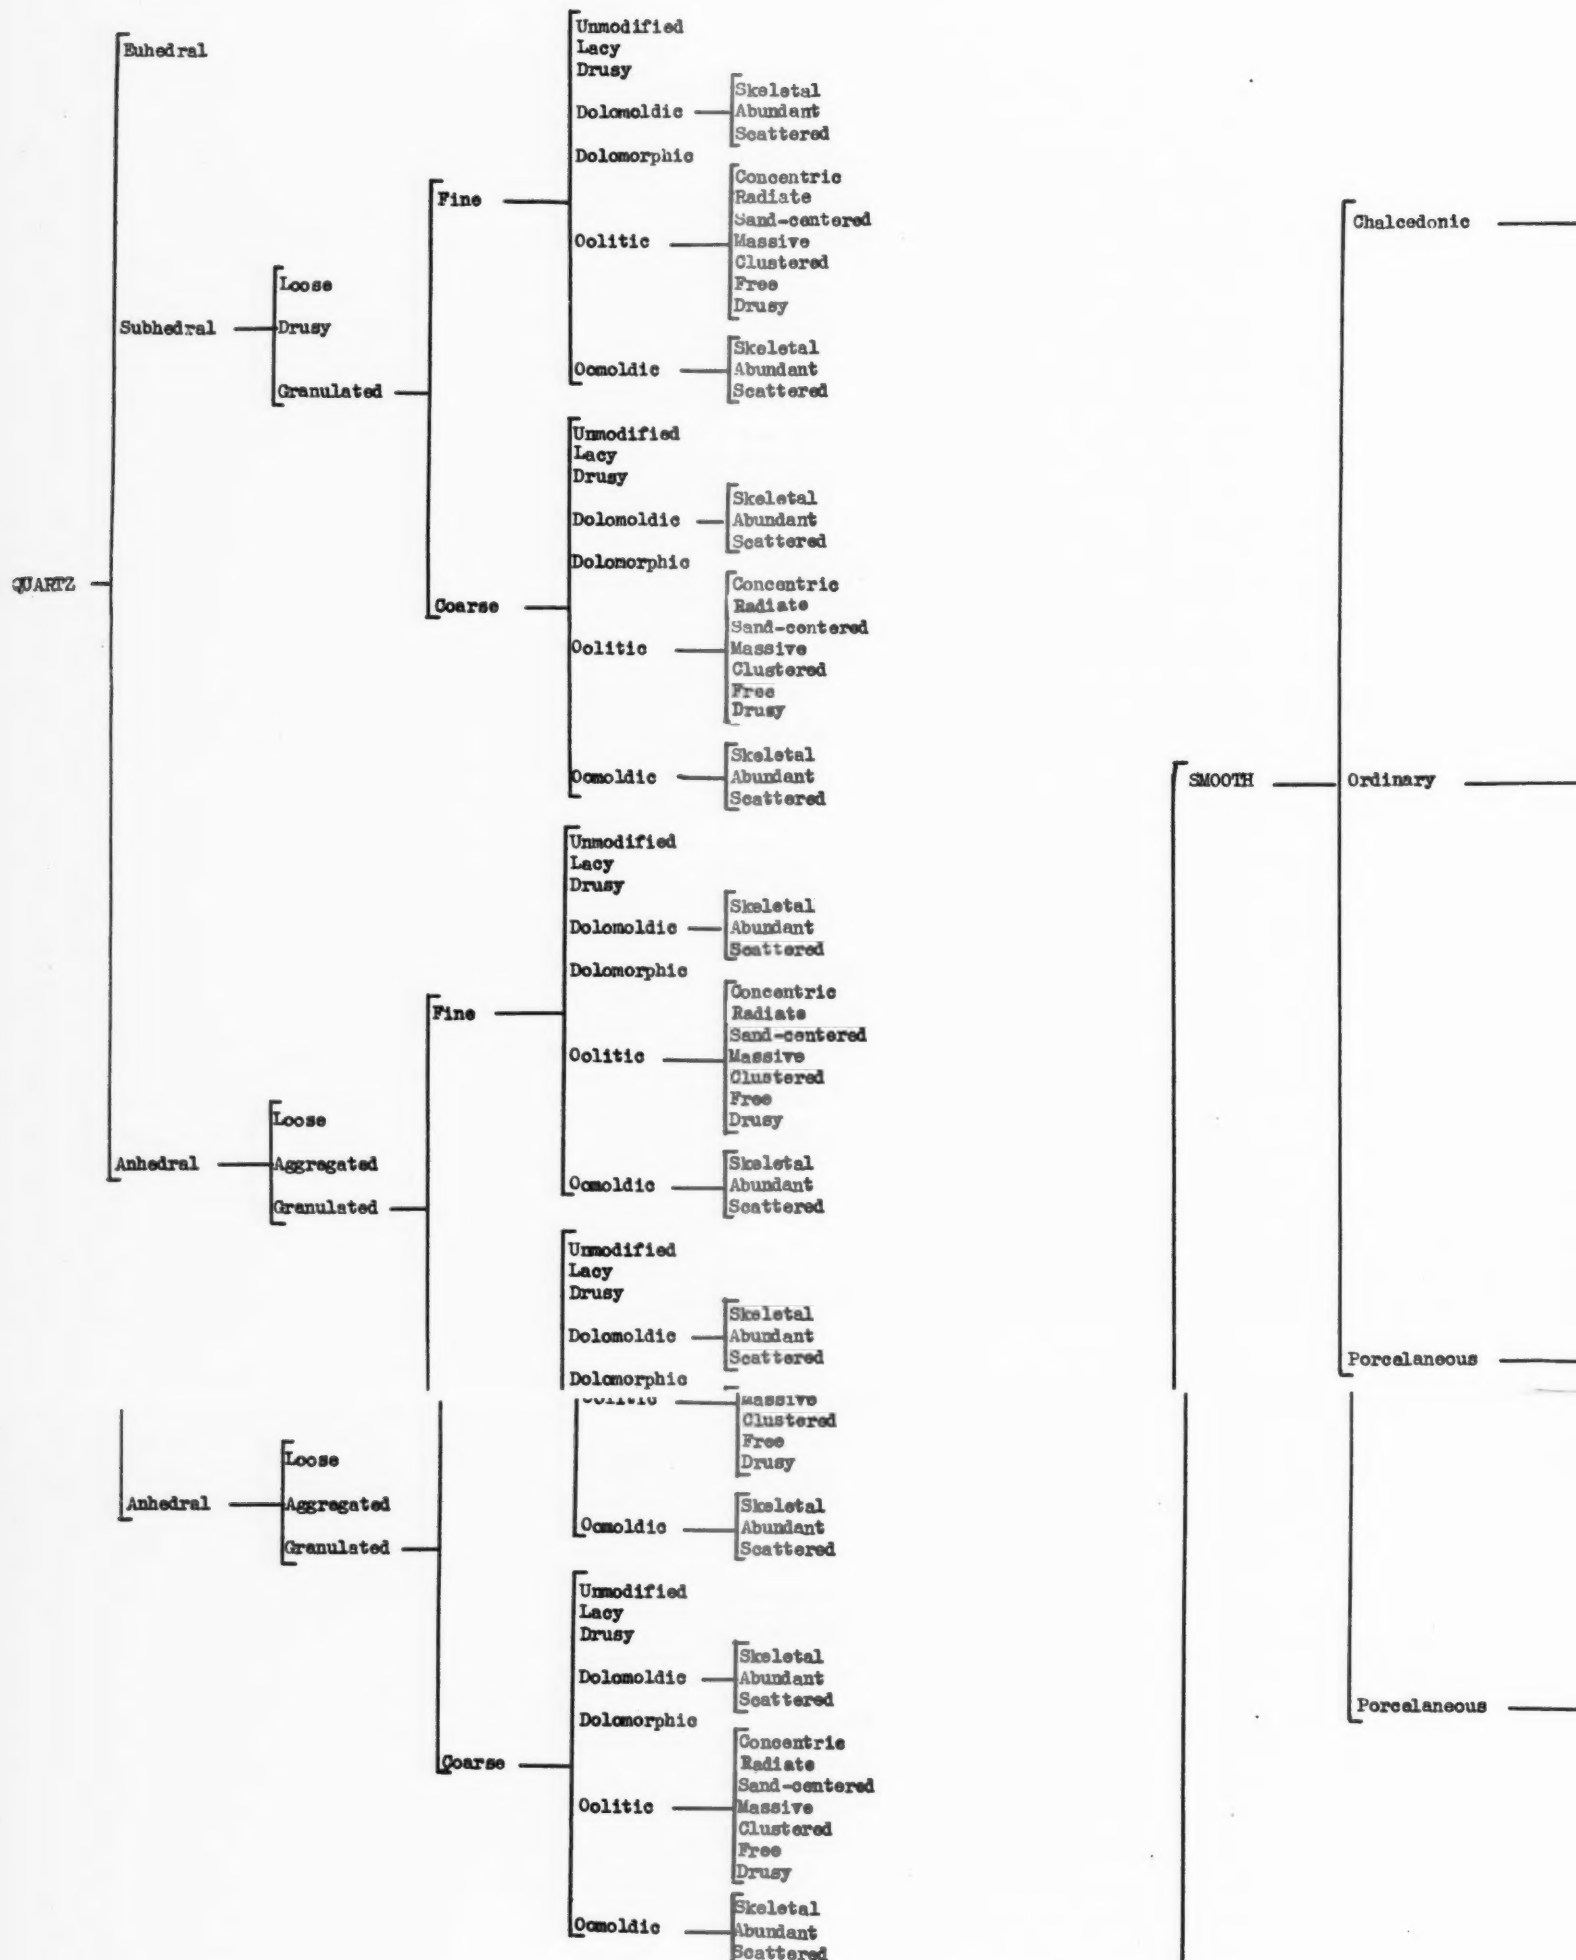 Euhedral
Unmodified
Lacy
Drusy
Dolomoldic
Skeletal
Abundant
Scattered
Dolomorphic
Fine
Oolitic
Concentric
Radiate
Sand-centered
Massive
Clustered
Free
Drusy
Oomoldic
Skeletal
Abundant
Scattered
Subhedral
Loose
Drusy
Granulated
Unmodified
Lacy
Drusy
Dolomoldic
Skeletal
Abundant
Scattered
Dolomorphic
QUARTZ
Coarse
Oolitic
Concentric
Radiate
Sand-centered
Massive
Clustered
Free
Drusy
Oomoldic
Skeletal
Abundant
Scattered
Unmodified
Lacy
Drusy
Dolomoldic
Skeletal
Abundant
Scattered
Dolomorphic
Fine
Oolitic
Concentric
Radiate
Sand-centered
Massive
Clustered
Free
Drusy
Anhedral
Loose
Aggregated
Granulated
Oomoldic
Skeletal
Abundant
Scattered
Unmodified
Lacy
Drusy
Dolomoldic
Skeletal
Abundant
Scattered
Dolomorphic
Oolitic
Massive
Clustered
Free
Drusy
Anhedral
Loose
Aggregated
Granulated
Oomoldic
Skeletal
Abundant
Scattered
Unmodified
Lacy
Drusy
Dolomoldic
Skeletal
Abundant
Scattered
Dolomorphic
Coarse
Oolitic
Concentric
Radiate
Sand-centered
Massive
Clustered
Free
Drusy
Oomoldic
Skeletal
Abundant
Scattered
SMOOTH
Chalcedonic
Ordinary
Porcelaneous
Porcelaneous